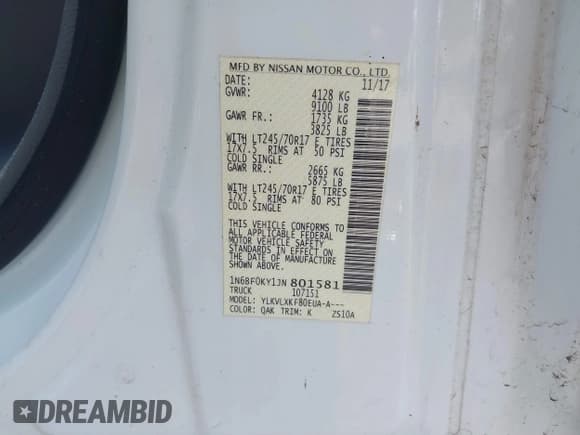 MFD BY NISSAN MOTOR CO., LTD.
DATE: 11/17
GVWR: 4128 KG
9100 LB
GAWR FR.: 1735 KG
3825 LB
WITH LT245/70R17 E TIRES
17X7.5 RIMS AT 50 PSI
COLD SINGLE
GAWR RR.: 2665 KG
5875 LB
WITH LT245/70R17 E TIRES
17X7.5 RIMS AT 80 PSI
COLD SINGLE
THIS VEHICLE CONFORMS TO
ALL APPLICABLE FEDERAL
MOTOR VEHICLE SAFETY
STANDARDS IN EFFECT ON
THE DATE OF MANUFACTURE
SHOWN ABOVE.
1N6BF0KY1JN801581
TRUCK 107151
MODEL: YLKVLXKF80EUA-A---
COLOR: QAK TRIM: K ZS10A
DREAMBID